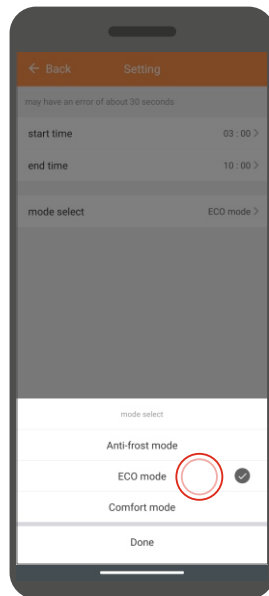 ← Back Setting
may have an error of about 30 seconds
start time 03 : 00 >
end time 10 : 00 >
mode select ECO mode >
mode select
Anti-frost mode
ECO mode
Comfort mode
Done